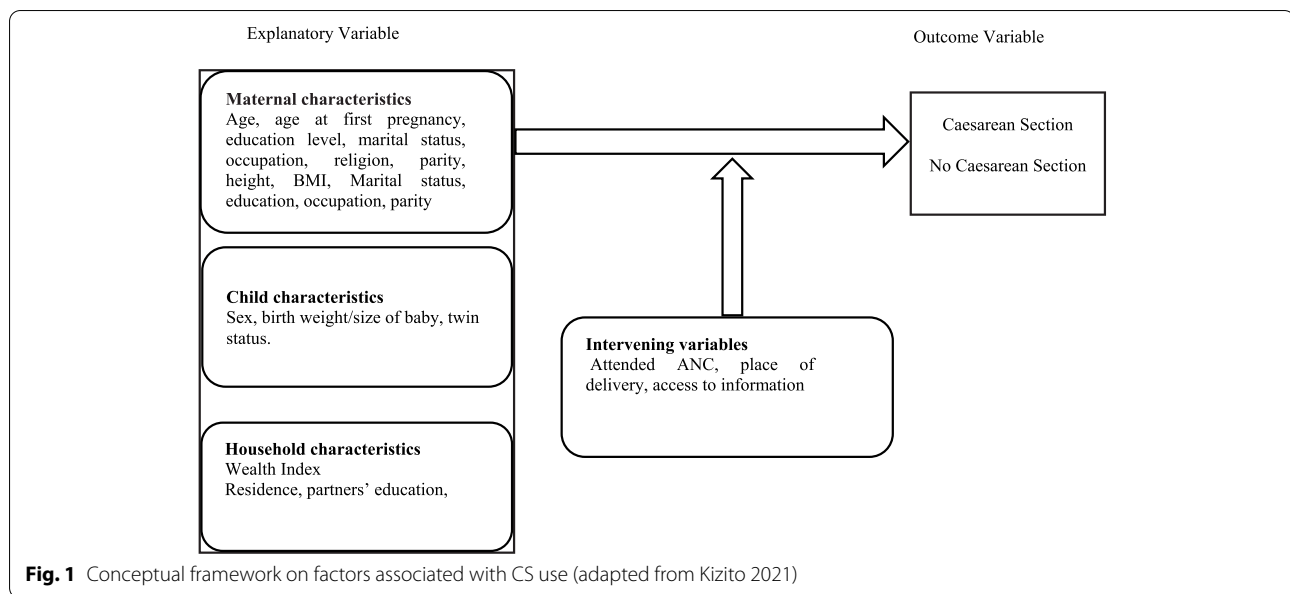 Explanatory Variable
Outcome Variable
Maternal characteristics
Age, age at first pregnancy,
education level, marital status,
occupation, religion, parity,
height, BMI, Marital status,
education, occupation, parity
Caesarean Section
No Caesarean Section
Child characteristics
Sex, birth weight/size of baby, twin
status.
Intervening variables
Attended ANC, place of
delivery, access to information
Household characteristics
Wealth Index
Residence, partners’ education,
Fig. 1 Conceptual framework on factors associated with CS use (adapted from Kizito 2021)